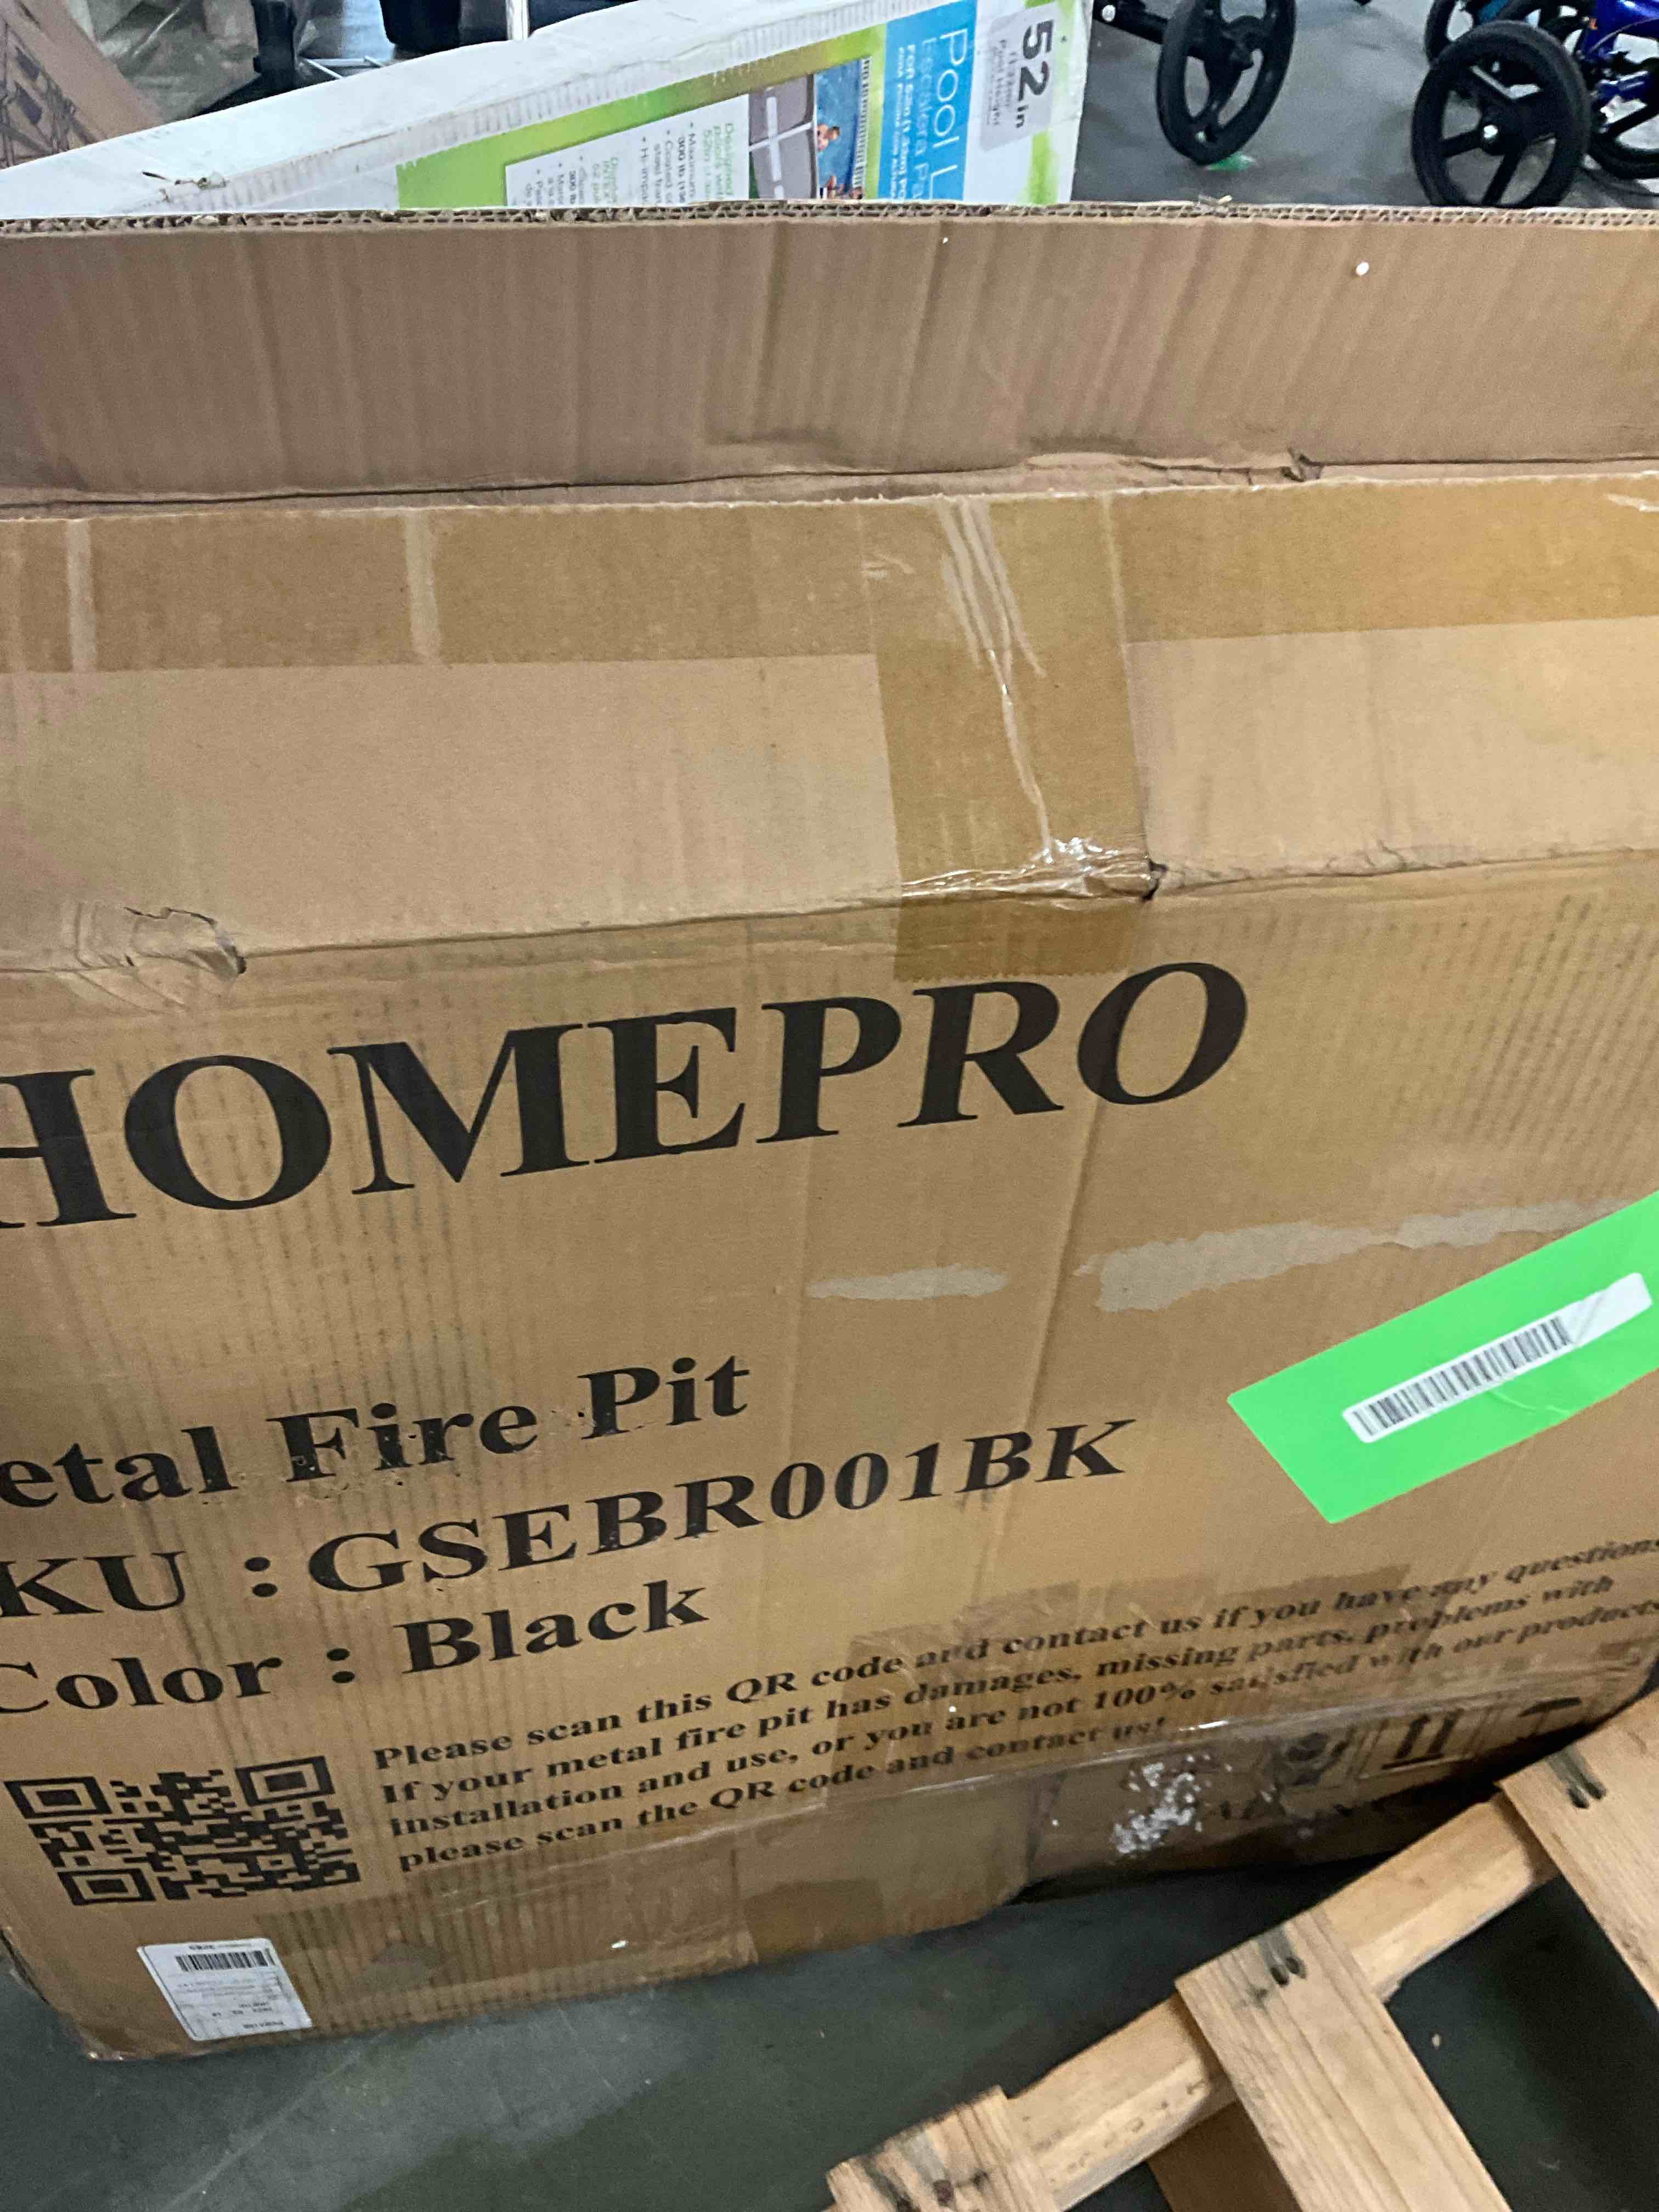 52in
Pool L
HOMEPRO
etal Fire Pit
KU : GSEBR001BK
Color : Black
Please scan this QR code and contact us if you have any questions
If your metal fire pit has damages, missing parts, problems with
installation and use, or you are not 100% satisfied with our products
please scan the QR code and contact us!